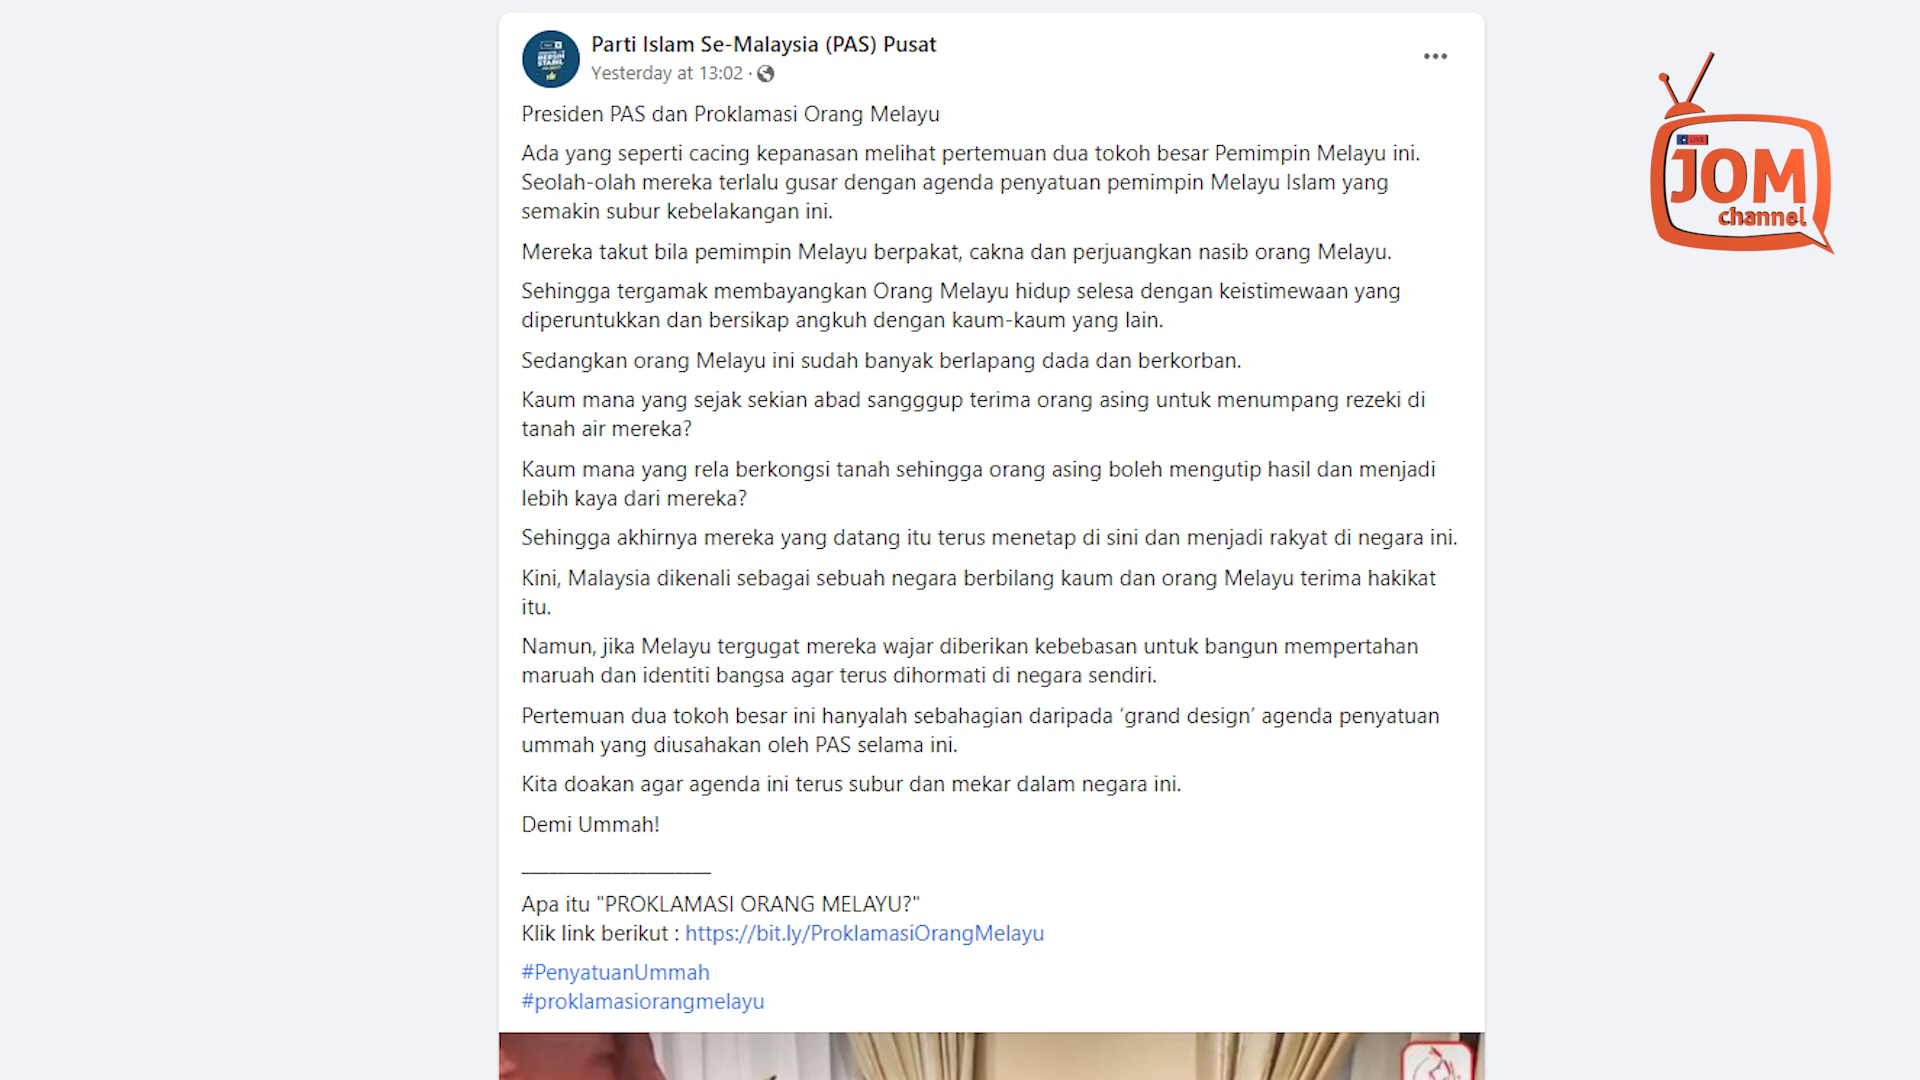 Parti Islam Se-Malaysia (PAS) Pusat
Yesterday at 13:02 ·
Presiden PAS dan Proklamasi Orang Melayu
Ada yang seperti cacing kepanasan melihat pertemuan dua tokoh besar Pemimpin Melayu ini.
Seolah-olah mereka terlalu gusar dengan agenda penyatuan pemimpin Melayu Islam yang
semakin subur kebelakangan ini.
Mereka takut bila pemimpin Melayu berpakat, cakna dan perjuangkan nasib orang Melayu.
Sehingga tergamak membayangkan Orang Melayu hidup selesa dengan keistimewaan yang
diperuntukkan dan bersikap angkuh dengan kaum-kaum yang lain.
Sedangkan orang Melayu ini sudah banyak berlapang dada dan berkorban.
Kaum mana yang sejak sekian abad sangggup terima orang asing untuk menumpang rezeki di
tanah air mereka?
Kaum mana yang rela berkongsi tanah sehingga orang asing boleh mengutip hasil dan menjadi
lebih kaya dari mereka?
Sehingga akhirnya mereka yang datang itu terus menetap di sini dan menjadi rakyat di negara ini.
Kini, Malaysia dikenali sebagai sebuah negara berbilang kaum dan orang Melayu terima hakikat
itu.
Namun, jika Melayu tergugat mereka wajar diberikan kebebasan untuk bangun mempertahan
maruah dan identiti bangsa agar terus dihormati di negara sendiri.
Pertemuan dua tokoh besar ini hanyalah sebahagian daripada ‘grand design’ agenda penyatuan
ummah yang diusahakan oleh PAS selama ini.
Kita doakan agar agenda ini terus subur dan mekar dalam negara ini.
Demi Ummah!
___________________
Apa itu "PROKLAMASI ORANG MELAYU?"
Klik link berikut : https://bit.ly/ProklamasiOrangMelayu
#PenyatuanUmmah
#proklamasiorangmelayu
LIVE
JOM
channel